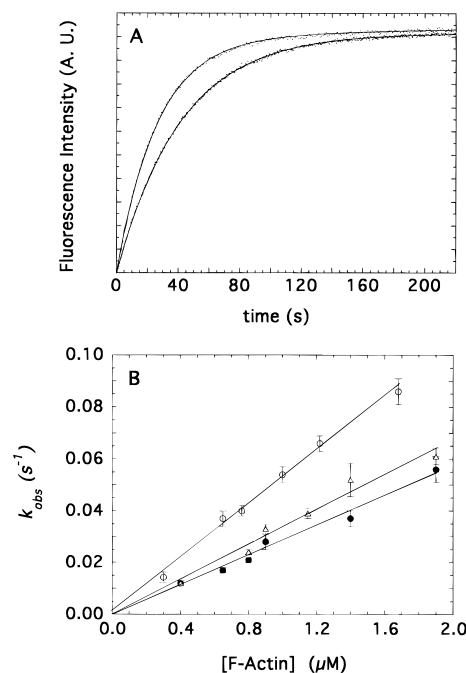 A
Fluorescence Intensity (A. U.)
0 40 80 120 160 200
time (s)
B
0.10
0.08
0.06
0.04
0.02
0.00
k_obs (s⁻¹)
0.0 0.4 0.8 1.2 1.6 2.0
[F-Actin] (μM)